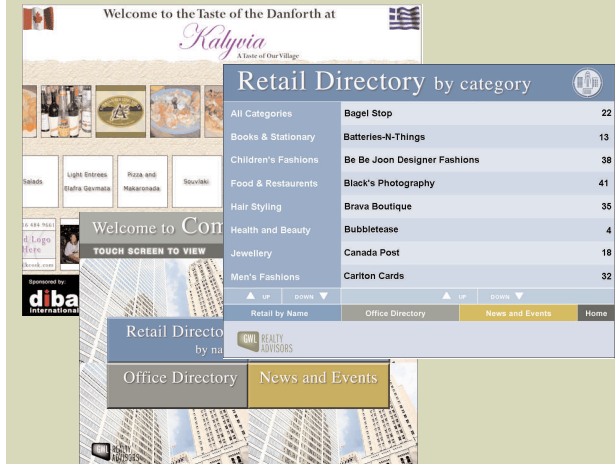 Welcome to the Taste of the Danforth at
Kalyvia
A Taste of Our Village
Salads
Light Entrees
Elafra Gevmata
Pizza and
Makaronada
Souvlaki
Sponsored by:
diba
International
Welcome to Com
TOUCH SCREEN TO VIEW
Retail Directo
by na
Office Directory
News and Events
GWL REALTY
ADVISORS
Retail Directory by category
All Categories
Books & Stationary
Children's Fashions
Food & Restaurents
Hair Styling
Health and Beauty
Jewellery
Men's Fashions
Bagel Stop 22
Batteries-N-Things 13
Be Be Joon Designer Fashions 38
Black's Photography 41
Brava Boutique 35
Bubbletease 4
Canada Post 18
Carlton Cards 32
UP DOWN UP DOWN
Retail by Name Office Directory News and Events Home
GWL REALTY
ADVISORS